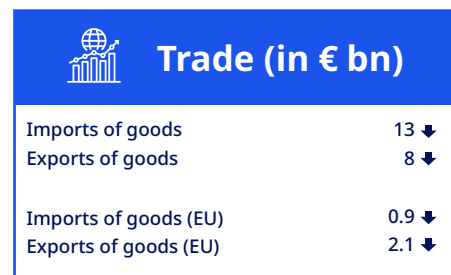 Trade (in € bn)
Imports of goods 13
Exports of goods 8
Imports of goods (EU) 0.9
Exports of goods (EU) 2.1